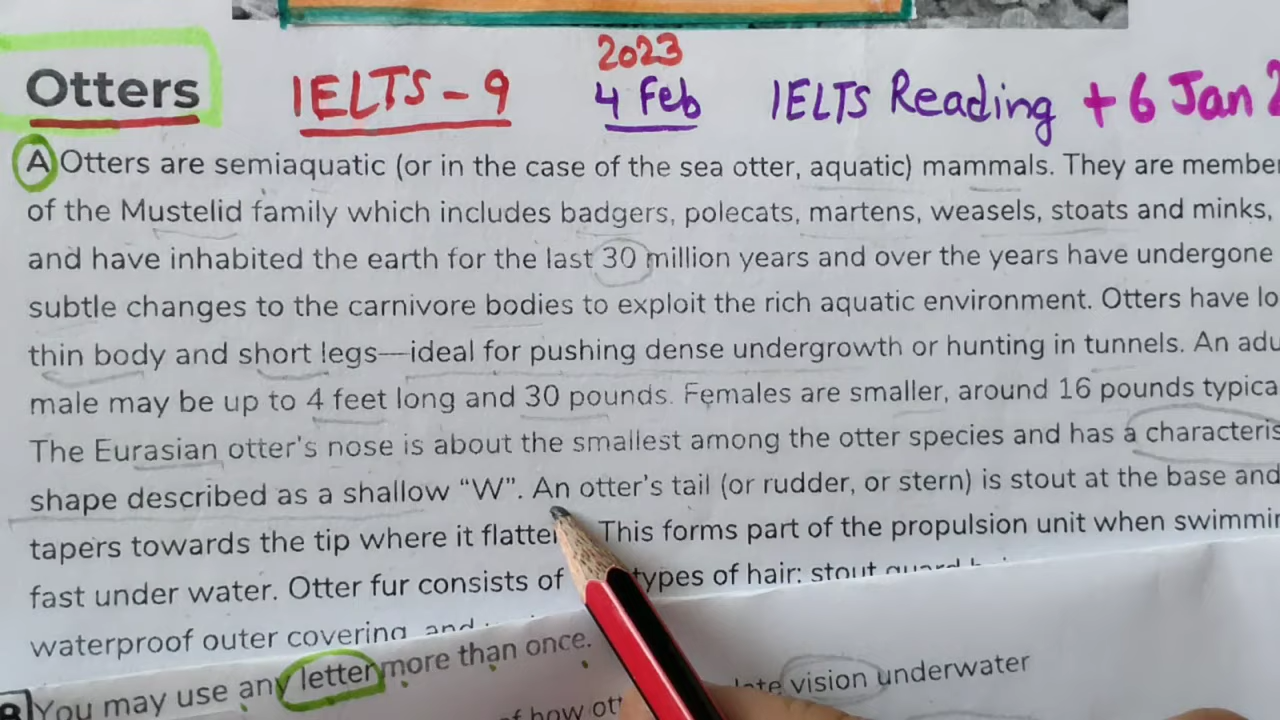 2023
Otters IELTS - 9 4 Feb IELTS Reading + 6 Jan
A Otters are semiaquatic (or in the case of the sea otter, aquatic) mammals. They are
of the Mustelid family which includes badgers, polecats, martens, weasels, stoats and minks,
and have inhabited the earth for the last 30 million years and over the years have undergone
subtle changes to the carnivore bodies to exploit the rich aquatic environment. Otters have
thin body and short legs—ideal for pushing dense undergrowth or hunting in tunnels. An
male may be up to 4 feet long and 30 pounds. Females are smaller, around 16 pounds
The Eurasian otter's nose is about the smallest among the otter species and has a
shape described as a shallow “W”. An otter's tail (or rudder, or stern) is stout at the base and
tapers towards the tip where it This forms part of the propulsion unit when
fast under water. Otter fur consists of types of hair: stout guard
waterproof outer covering, and
You may use any letter more than once.
vision underwater
of how